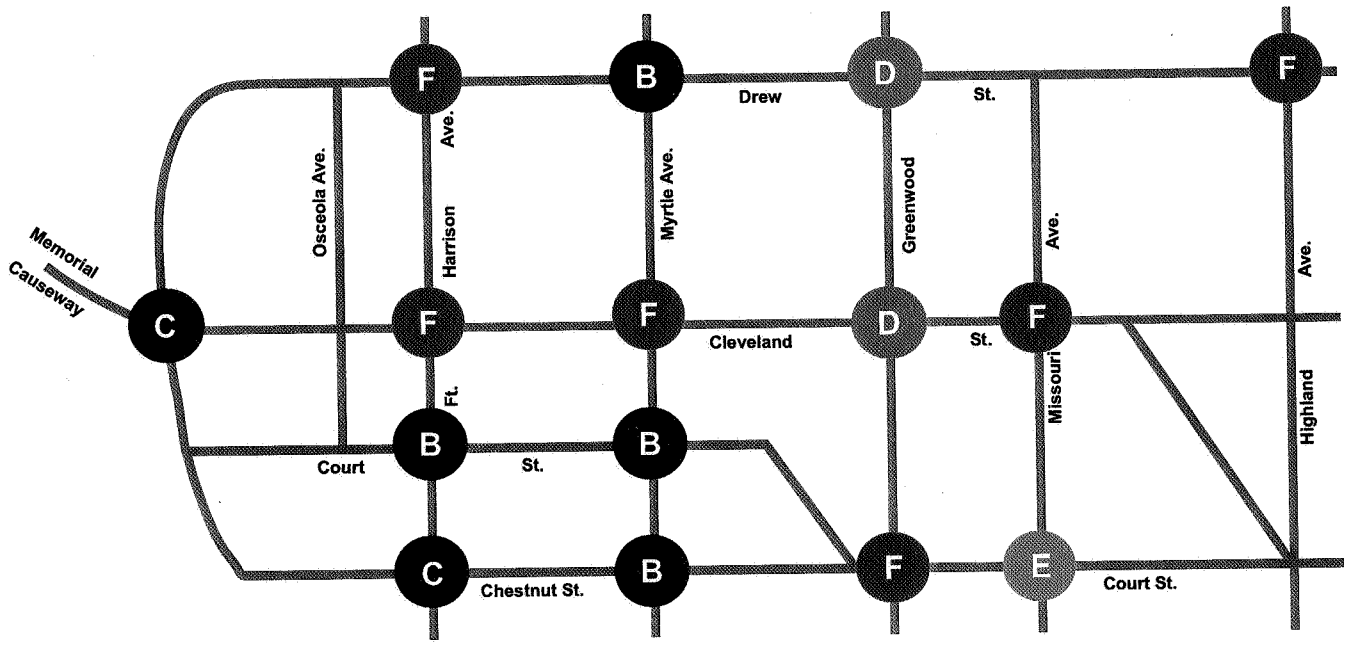 F
B
D
F
Drew
St.
Ave.
Osceola Ave.
Myrtle Ave.
Greenwood
Harrison
Ave.
Ave.
Memorial
Causeway
C
F
F
D
F
Cleveland
St.
Missouri
Ft.
Highland
B
B
Court
St.
C
B
F
E
Chestnut St.
Court St.